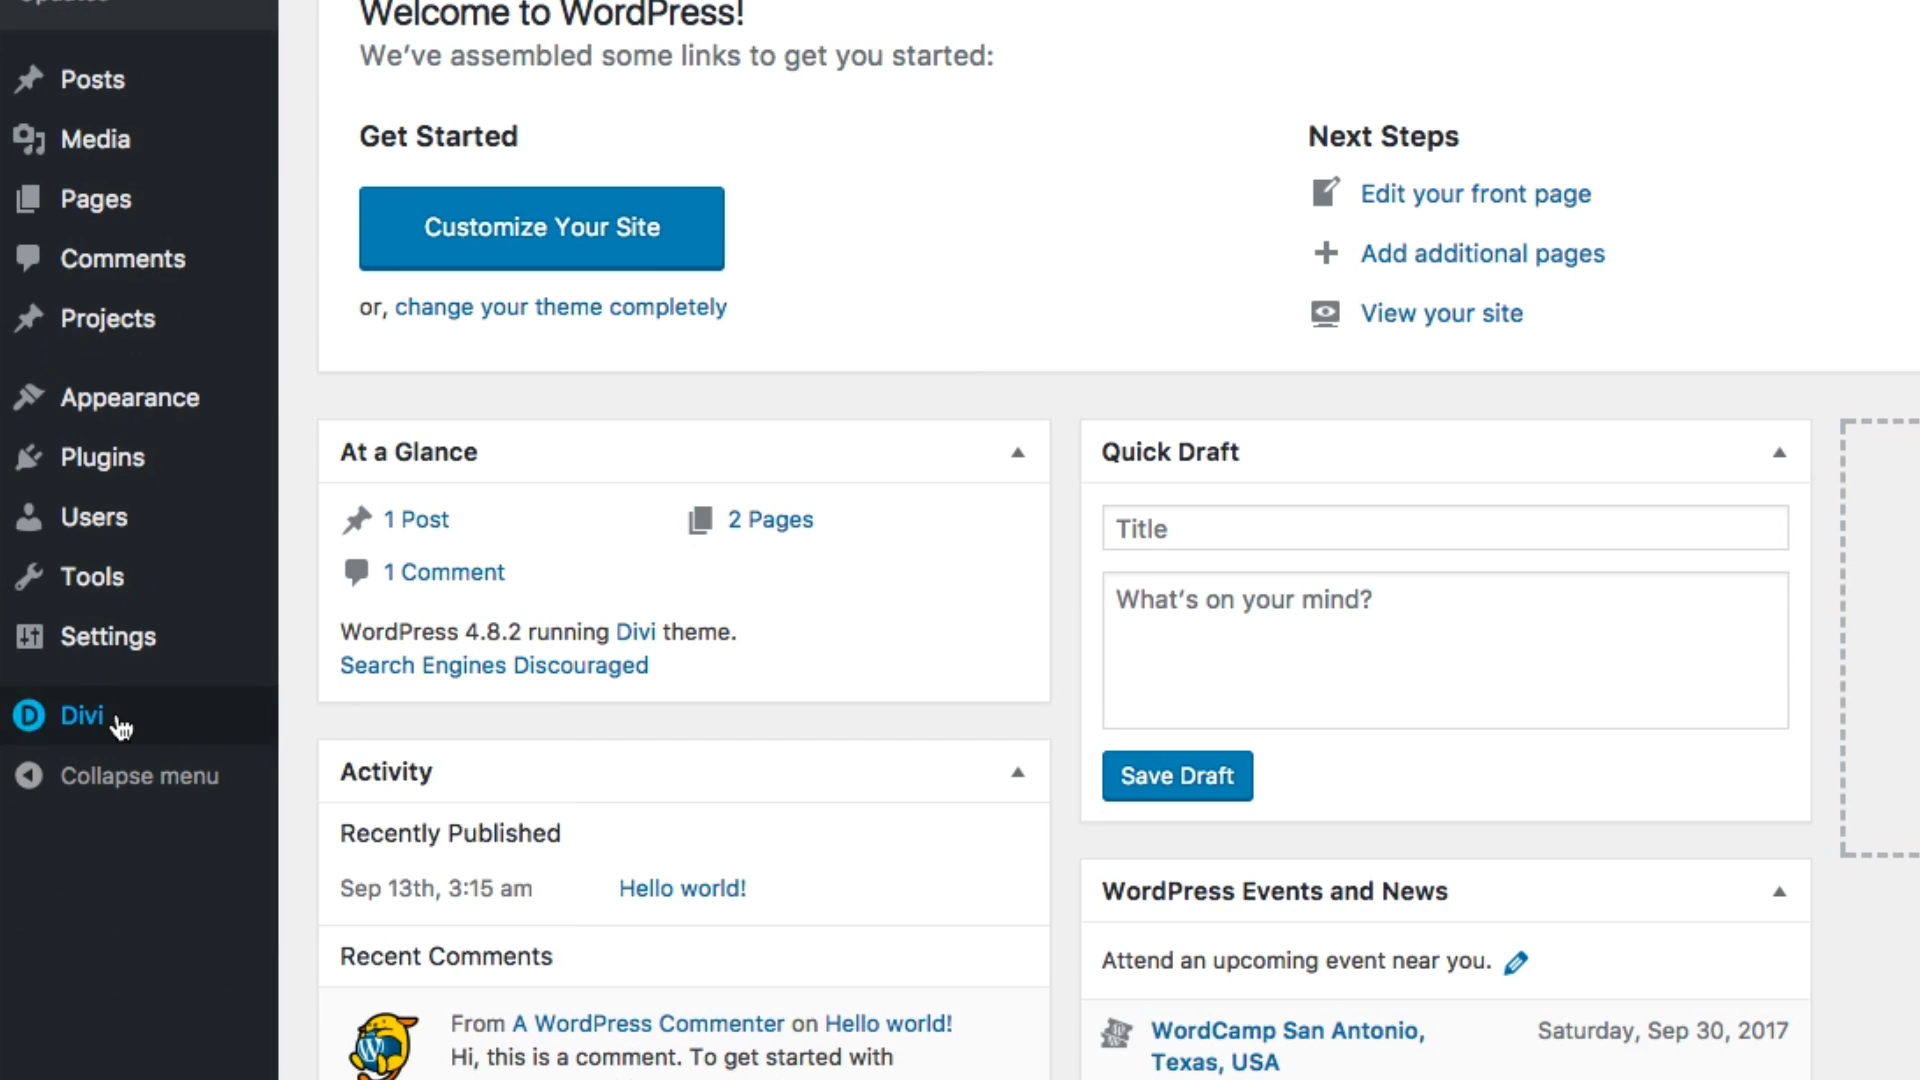 Updates
Posts
Media
Pages
Comments
Projects
Appearance
Plugins
Users
Tools
Settings
Divi
Collapse menu
Welcome to WordPress!
We've assembled some links to get you started:
Get Started
Customize Your Site
or, change your theme completely
Next Steps
Edit your front page
Add additional pages
View your site
At a Glance
1 Post
2 Pages
1 Comment
WordPress 4.8.2 running Divi theme.
Search Engines Discouraged
Activity
Recently Published
Sep 13th, 3:15 am
Hello world!
Recent Comments
From A WordPress Commenter on Hello world!
Hi, this is a comment. To get started with
Quick Draft
Title
What's on your mind?
Save Draft
WordPress Events and News
Attend an upcoming event near you.
WordCamp San Antonio,
Texas, USA
Saturday, Sep 30, 2017